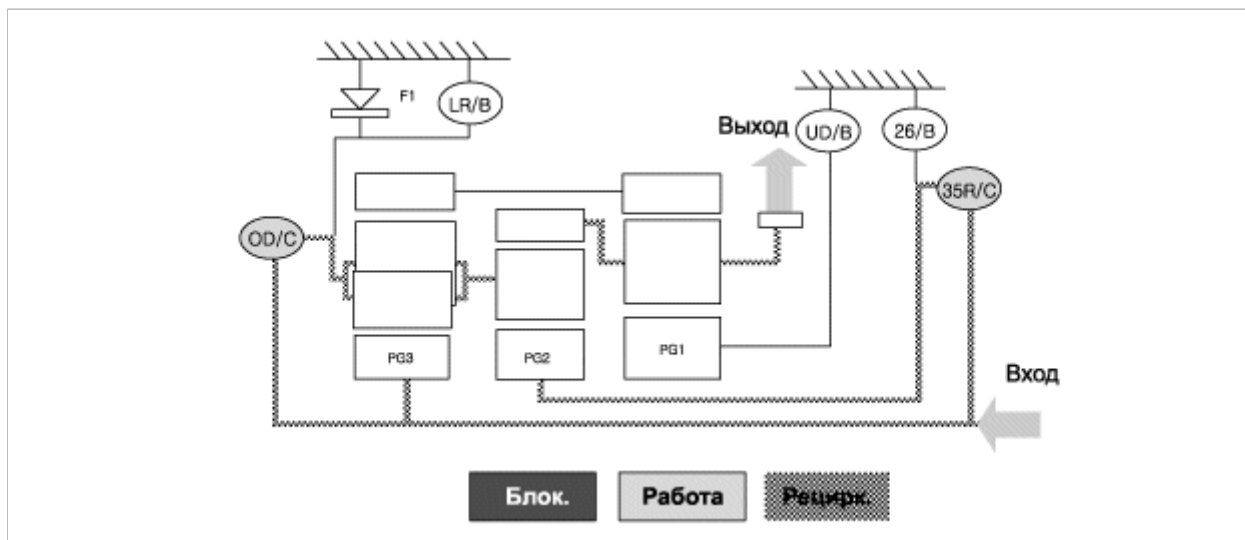 F1
LR/B
Выход
UD/B
26/B
35R/C
OD/C
PG3
PG2
PG1
Вход
Блок.
Работа
Рецирк.